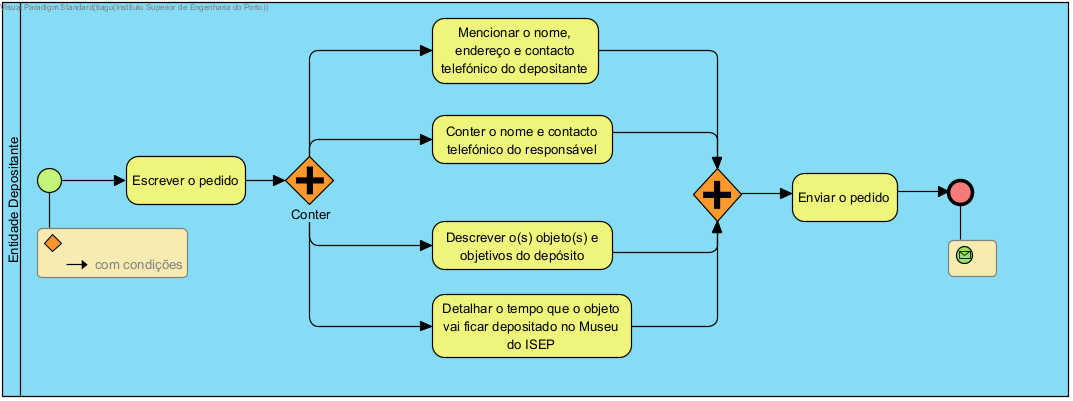 Visual Paradigm Standard(tiago(Instituto Superior de Engenharia do Porto))
Entidade Depositante
Escrever o pedido
com condições
Conter
Mencionar o nome,
endereço e contacto
telefónico do depositante
Conter o nome e contacto
telefónico do responsável
Descrever o(s) objeto(s) e
objetivos do depósito
Detalhar o tempo que o objeto
vai ficar depositado no Museu
do ISEP
Enviar o pedido